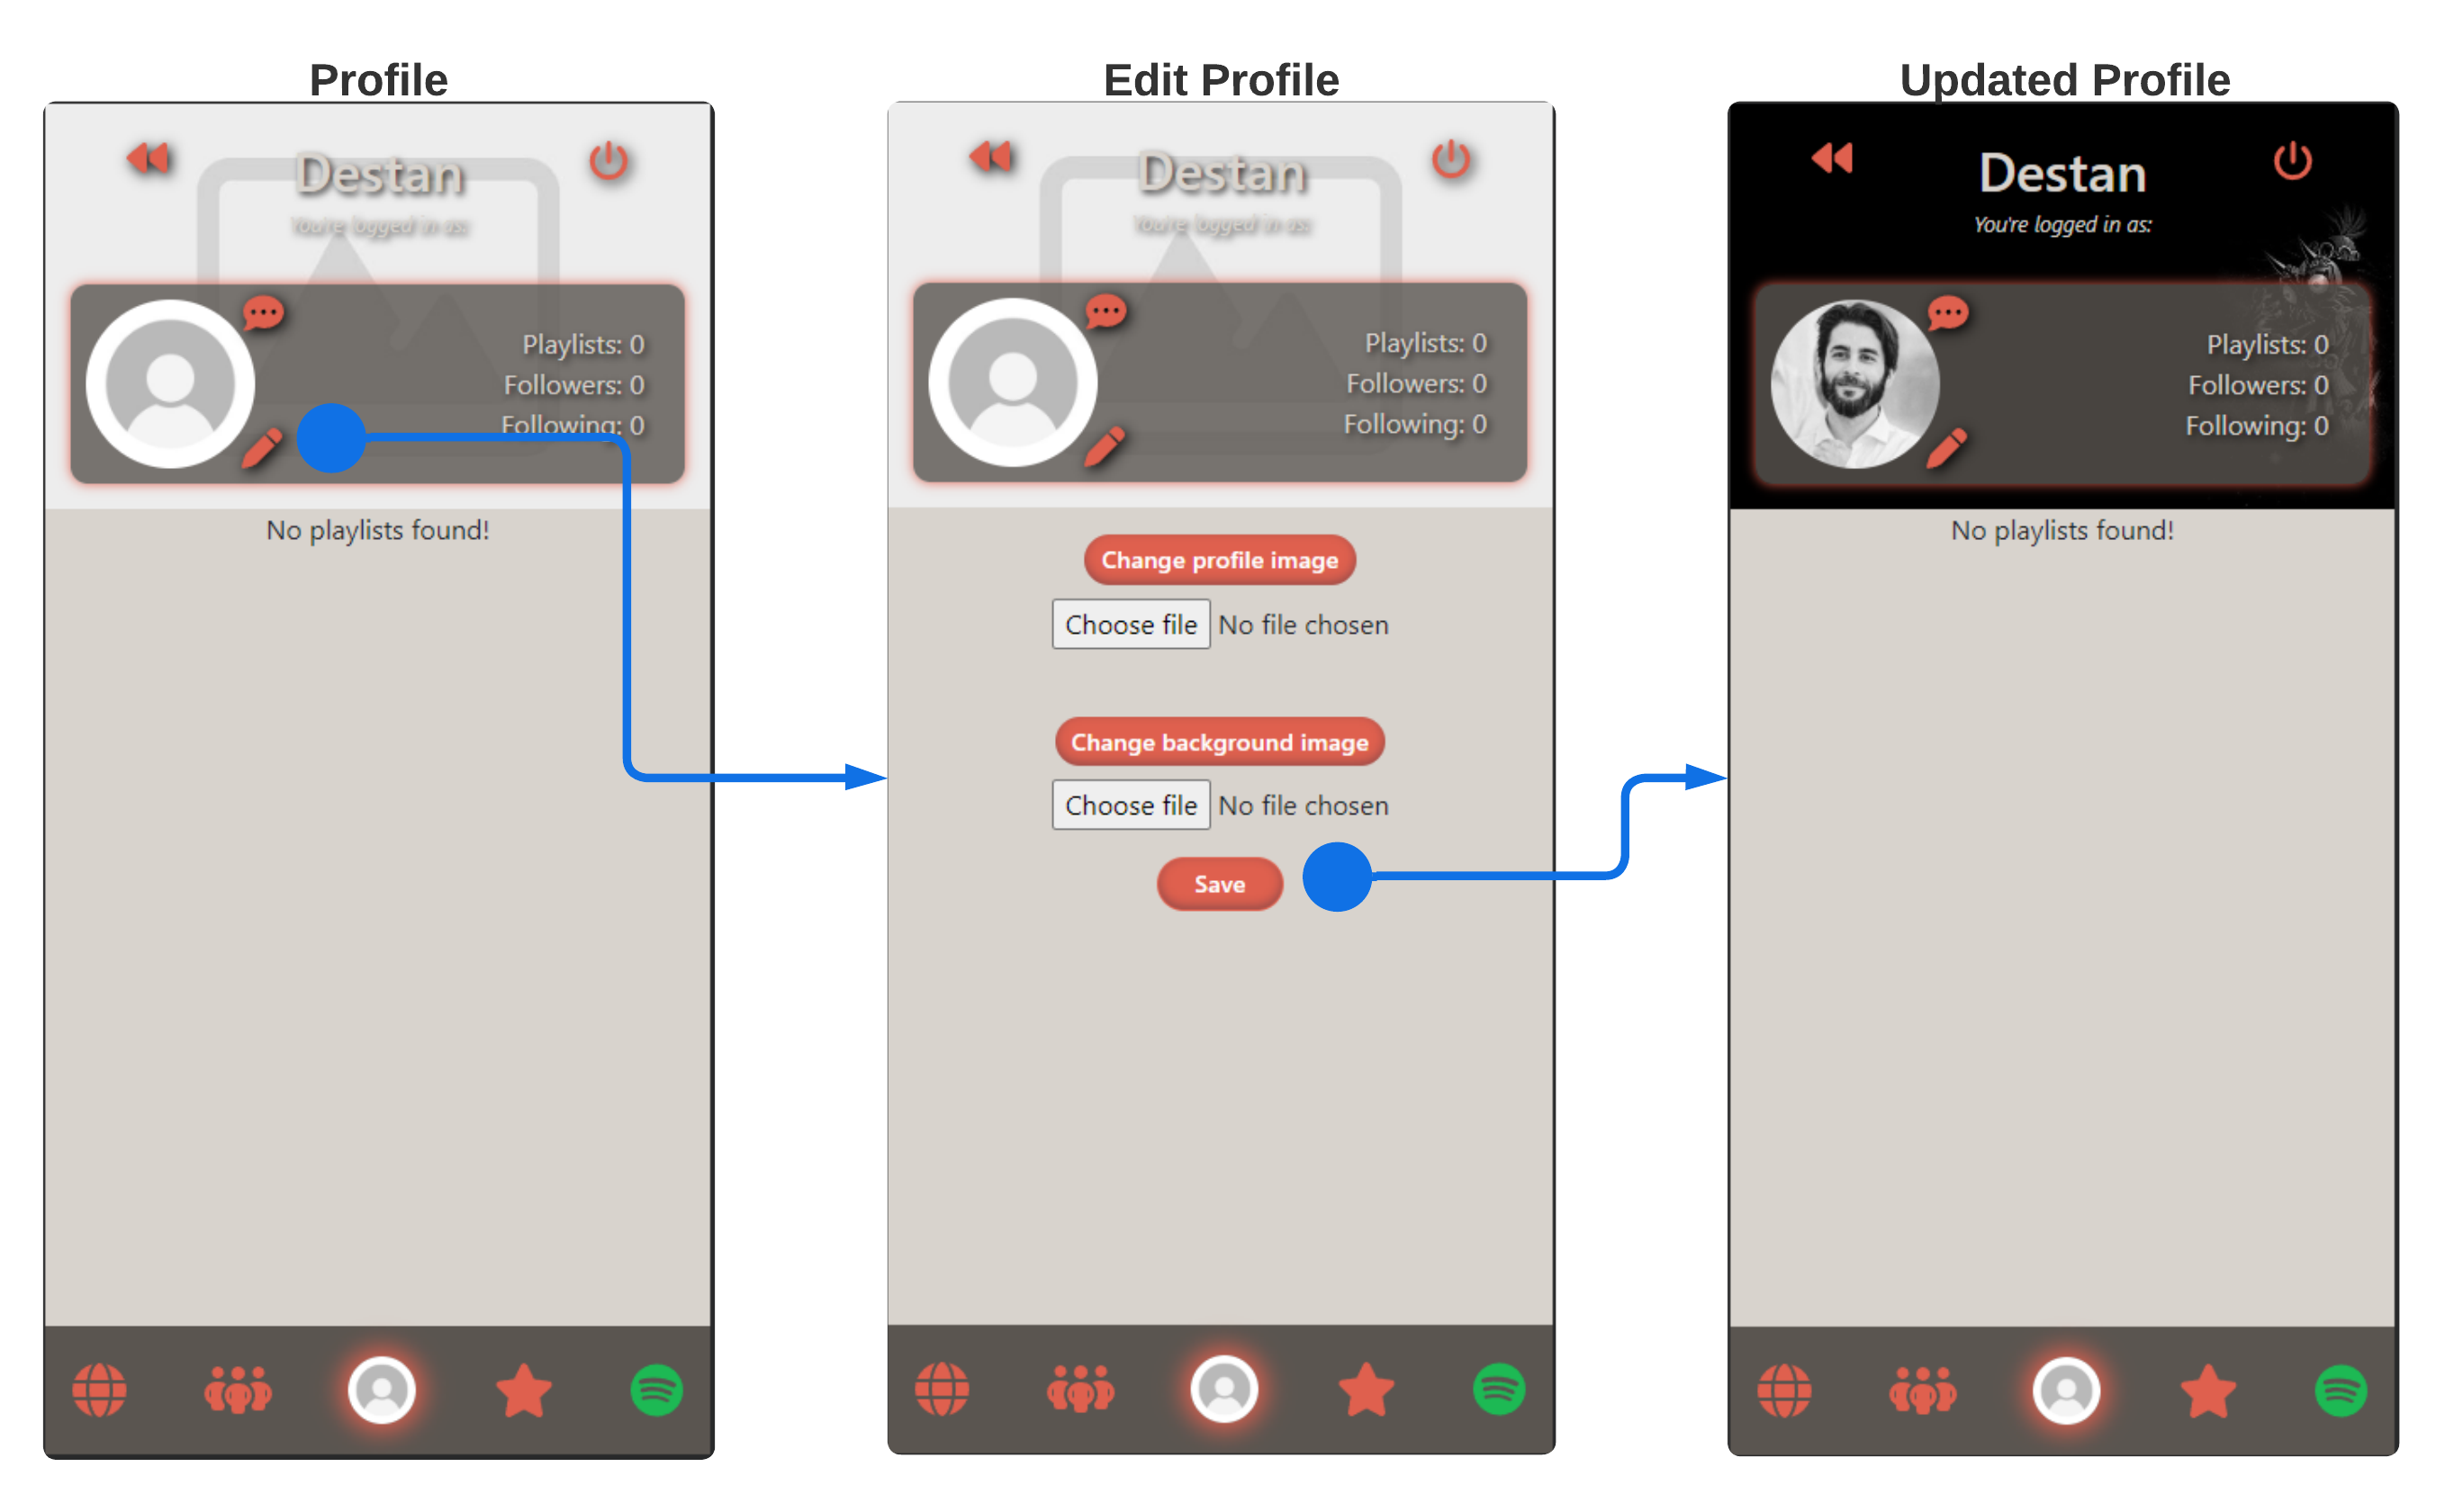 Profile
Destan
You're logged in as:
Playlists: 0
Followers: 0
Following: 0
No playlists found!
Edit Profile
Destan
You're logged in as:
Playlists: 0
Followers: 0
Following: 0
Change profile image
Choose file No file chosen
Change background image
Choose file No file chosen
Save
Updated Profile
Destan
You're logged in as:
Playlists: 0
Followers: 0
Following: 0
No playlists found!